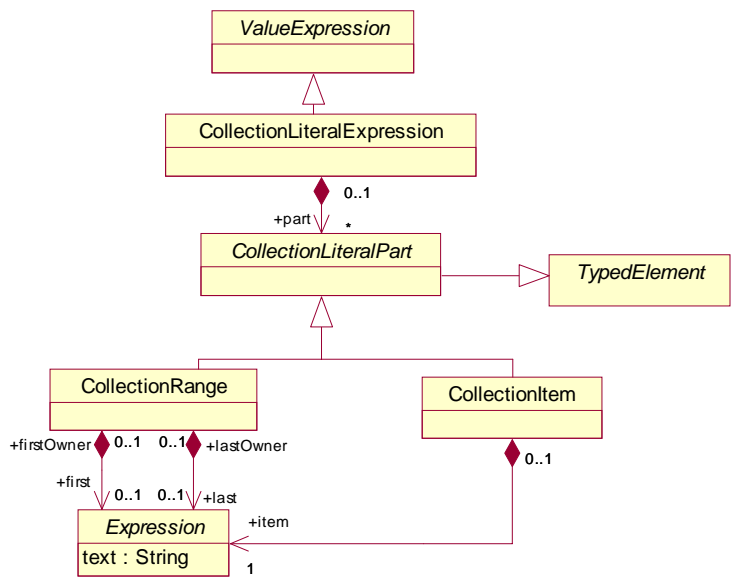 ValueExpression
CollectionLiteralExpression
0..1
+part
*
CollectionLiteralPart
TypedElement
CollectionRange
CollectionItem
+firstOwner 0..1 0..1 +lastOwner
0..1
+first
0..1 0..1 +last
Expression
text : String
+item
1